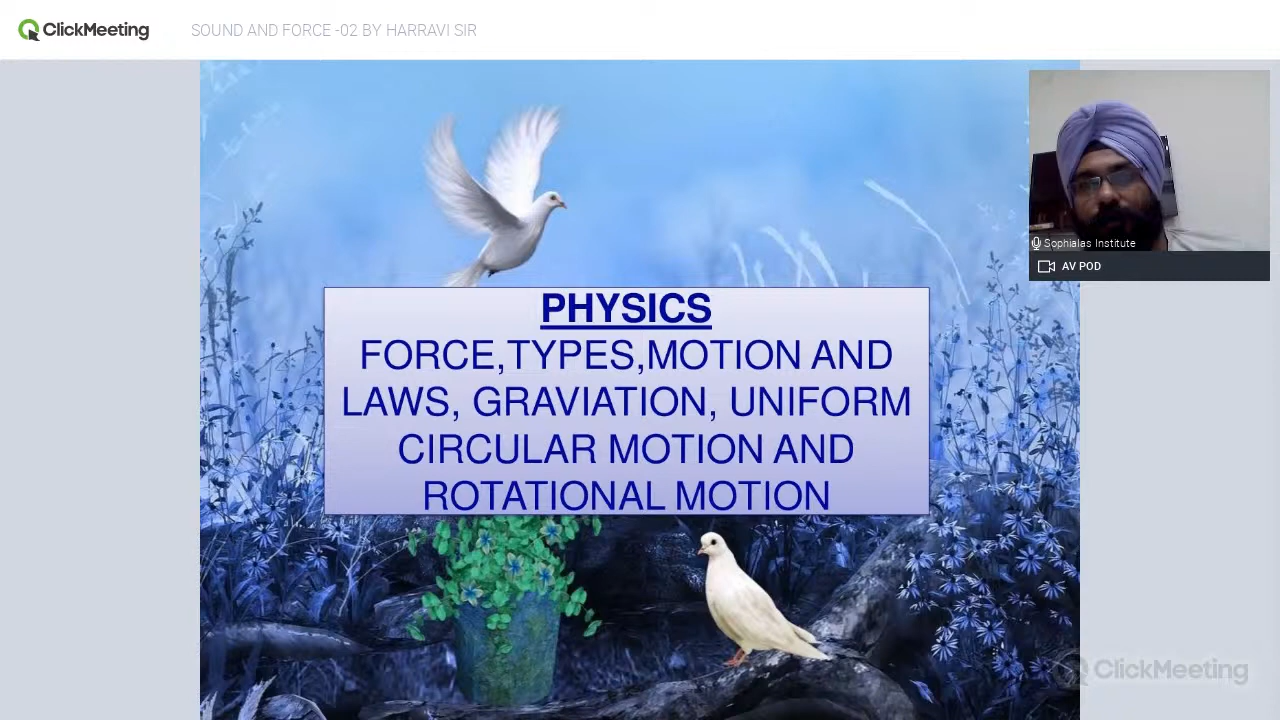 ClickMeeting
SOUND AND FORCE -02 BY HARRAVI SIR
Sophialas Institute
AV POD
PHYSICS
FORCE,TYPES,MOTION AND
LAWS, GRAVIATION, UNIFORM
CIRCULAR MOTION AND
ROTATIONAL MOTION
ClickMeeting